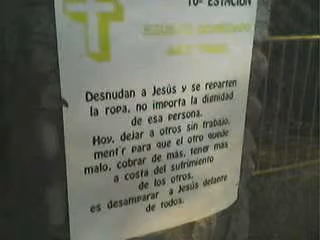 10ª ESTACIÓN
Desnudan a Jesús y se reparten
la ropa, no importa la dignidad
de esa persona.
Hoy, dejar a otros sin trabajo,
ment'r para que el otro quede
malo, cobrar de más, tener más
a costa del sufrimiento
de los otros,
es desamparar a Jesús delante
de todos.